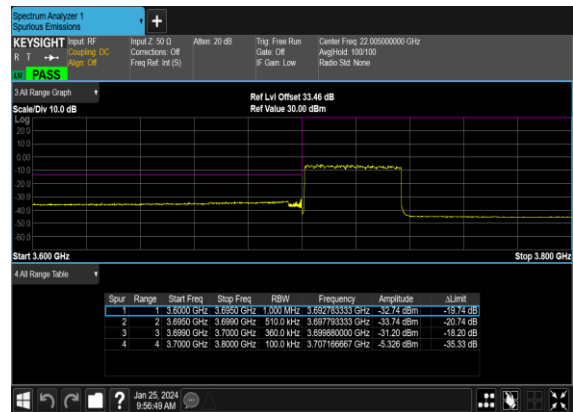 Spectrum Analyzer 1
Spurious Emissions
KEYSIGHT Input: RF Input Z: 50 Ω Atten: 20 dB Trig: Free Run Center Freq: 22.005000000 GHz
R T Coupling: DC Corrections: Off Gate: Off Avg|Hold: 100/100
Align: Off Freq Ref: Int (S) IF Gain: Low Radio Std: None
PASS
3 All Range Graph
Ref Lvl Offset 33.46 dB
Scale/Div 10.0 dB Ref Value 30.00 dBm
Log
20.0
10.0
0.00
-10.0
-20.0
-30.0
-40.0
-50.0
-60.0
Start 3.600 GHz Stop 3.800 GHz
4 All Range Table
Spur Range Start Freq Stop Freq RBW Frequency Amplitude ΔLimit
1 1 3.6000 GHz 3.6950 GHz 1.000 MHz 3.692783333 GHz -32.74 dBm -19.74 dB
2 2 3.6950 GHz 3.6990 GHz 510.0 kHz 3.697793333 GHz -33.74 dBm -20.74 dB
3 3 3.6990 GHz 3.7000 GHz 360.0 kHz 3.699880000 GHz -31.20 dBm -18.20 dB
4 4 3.7000 GHz 3.8000 GHz 100.0 kHz 3.707166667 GHz -5.326 dBm -35.33 dB
? Jan 25, 2024
9:56:49 AM